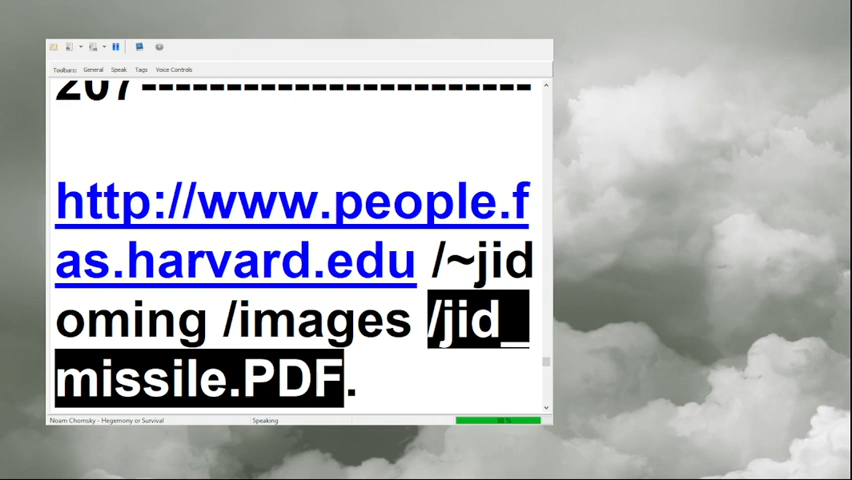 Toolbars: General Speak Tags Voice Controls
207-----------------------
http://www.people.f
as.harvard.edu /~jid
oming /images /jid_
missile.PDF.
Noam Chomsky - Hegemony or Survival Speaking